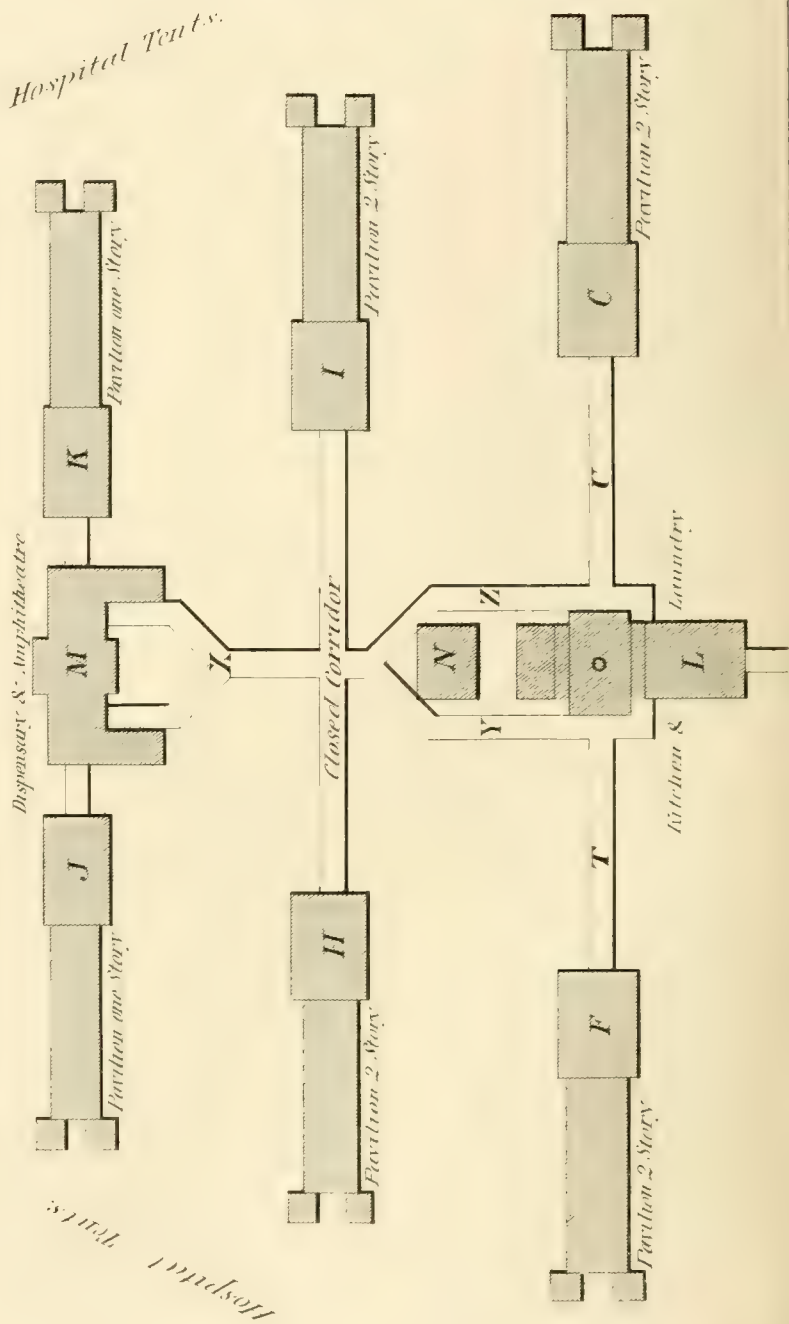 Hospital Tents.
Pavilion one Story
K
Dispensary & Amphitheatre
M
J
Pavilion one Story
Hospital Tents.
Pavilion 2 Story
I
X
Closed Corridor
H
Pavilion 2 Story
Pavilion 2 Story
C
U
Z
N
Y
O
L
Kitchen & Laundry
T
F
Pavilion 2 Story